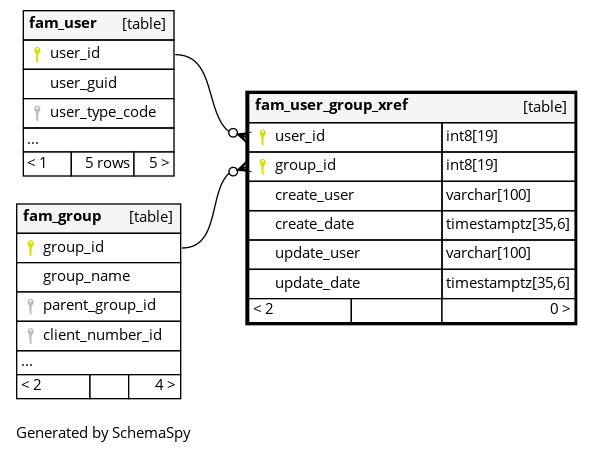 fam_user [table]
user_id
user_guid
user_type_code
...
< 1 5 rows 5 >
fam_group [table]
group_id
group_name
parent_group_id
client_number_id
...
< 2 4 >
fam_user_group_xref [table]
user_id int8[19]
group_id int8[19]
create_user varchar[100]
create_date timestamptz[35,6]
update_user varchar[100]
update_date timestamptz[35,6]
< 2 0 >
Generated by SchemaSpy